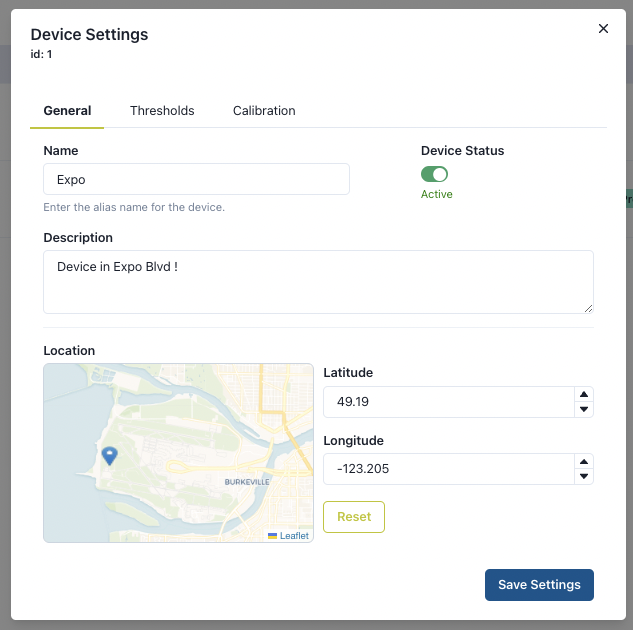 Device Settings
id: 1
General Thresholds Calibration
Name
Device Status
Expo
Active
Enter the alias name for the device.
Description
Device in Expo Blvd !
Location
Latitude
49.19
Longitude
-123.205
BURKEVILLE
Reset
Leaflet
Save Settings